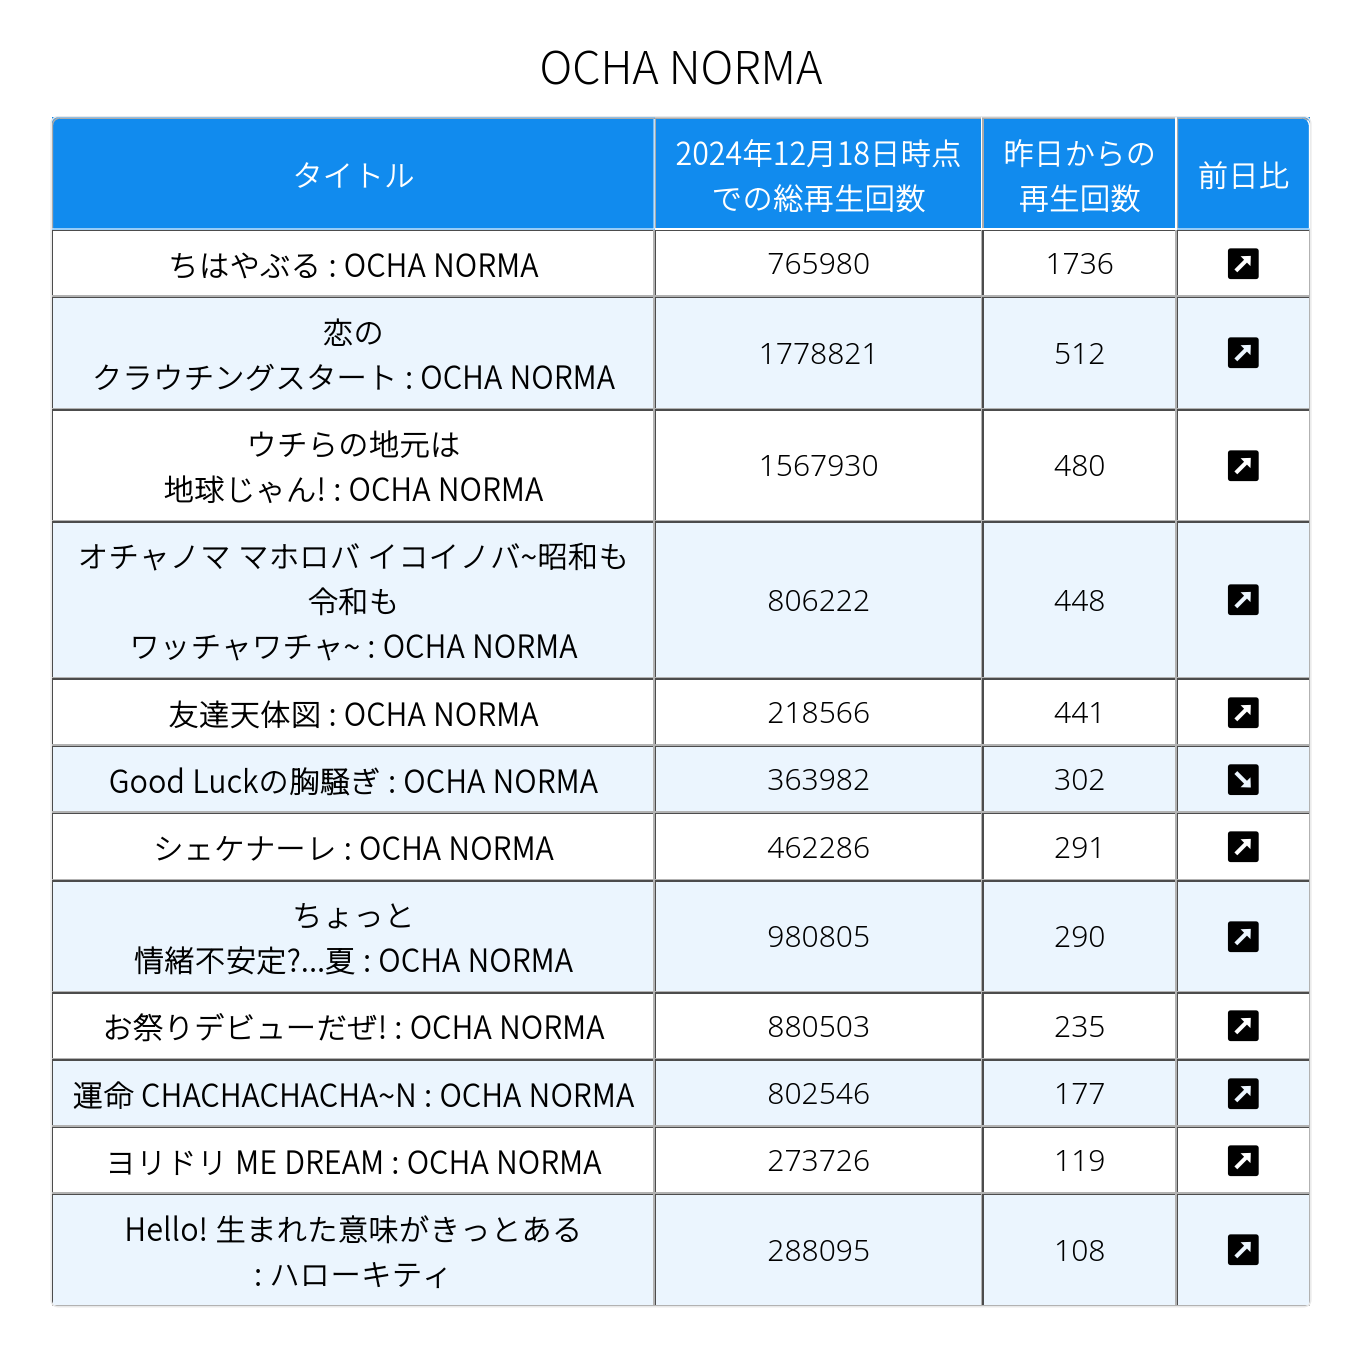 OCHA NORMA
タイトル
2024年12月18日時点
での総再生回数
昨日からの
再生回数
前日比
ちはやぶる : OCHA NORMA
765980
1736
恋の
クラウチングスタート : OCHA NORMA
1778821
512
ウチらの地元は
地球じゃん! : OCHA NORMA
1567930
480
オチャノマ マホロバ イコイノバ~昭和も
令和も
ワッチャワチャ~ : OCHA NORMA
806222
448
友達天体図 : OCHA NORMA
218566
441
Good Luckの胸騒ぎ : OCHA NORMA
363982
302
シェケナーレ : OCHA NORMA
462286
291
ちょっと
情緒不安定?...夏 : OCHA NORMA
980805
290
お祭りデビューだぜ! : OCHA NORMA
880503
235
運命 CHACHACHACHA~N : OCHA NORMA
802546
177
ヨリドリ ME DREAM : OCHA NORMA
273726
119
Hello! 生まれた意味がきっとある
: ハローキティ
288095
108